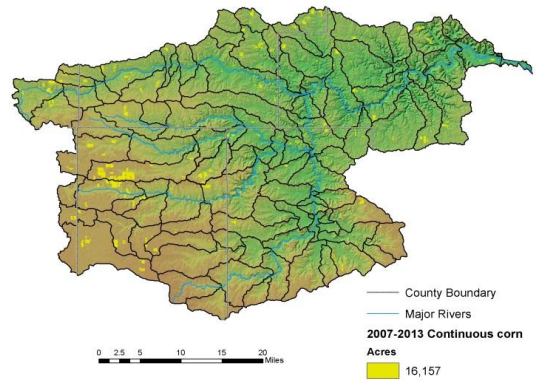 County Boundary
Major Rivers
2007-2013 Continuous corn
Acres
16,157
0 2.5 5 10 15 20
Miles